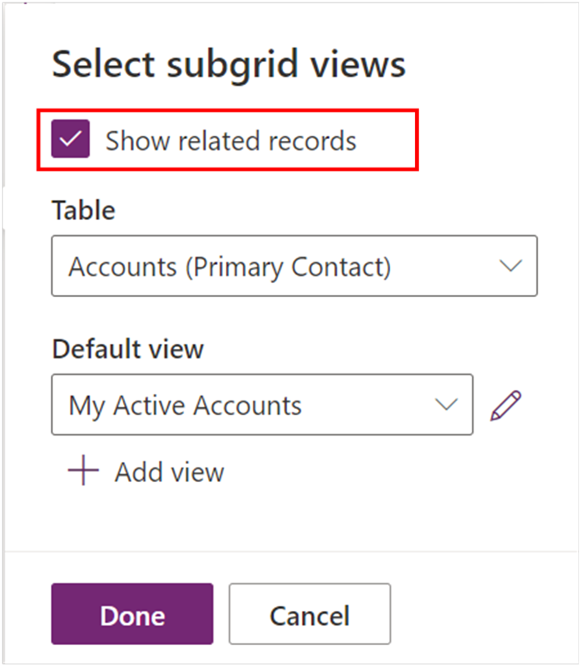 Select subgrid views
Show related records
Table
Accounts (Primary Contact)
Default view
My Active Accounts
Add view
Done
Cancel